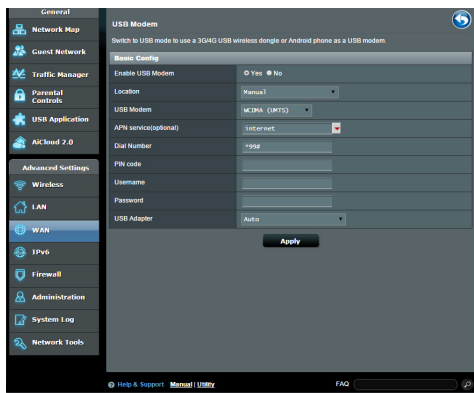 General
Network Map
Guest Network
Traffic Manager
Parental
Controls
USB Application
AiCloud 2.0
Advanced Settings
Wireless
LAN
WAN
IPv6
Firewall
Administration
System Log
Network Tools
USB Modem
Switch to USB mode to use a 3G/4G USB wireless dongle or Android phone as a USB modem.
Basic Config
Enable USB Modem Yes No
Location Manual
USB Modem WCDMA (UMTS)
APN service(optional) internet
Dial Number *99#
PIN code
Username
Password
USB Adapter Auto
Apply
Help & Support Manual | Utility FAQ